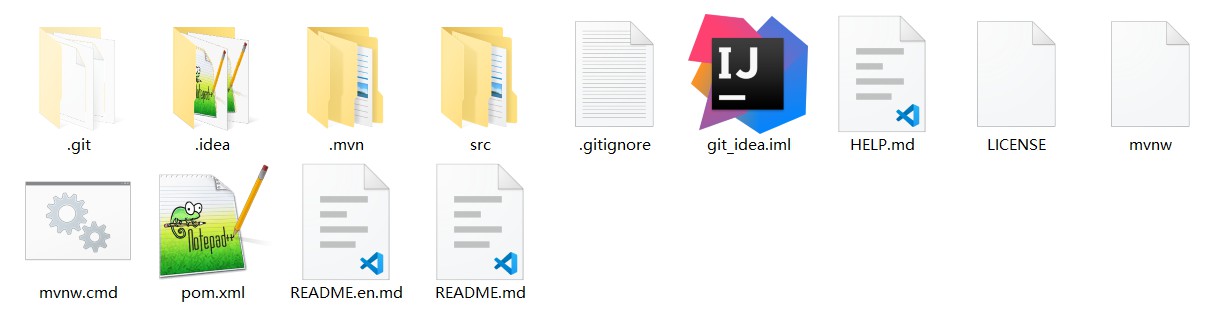 IJ
.git
.idea
.mvn
src
.gitignore
git_idea.iml
HELP.md
LICENSE
mvnw
Notepad++
mvnw.cmd
pom.xml
README.en.md
README.md